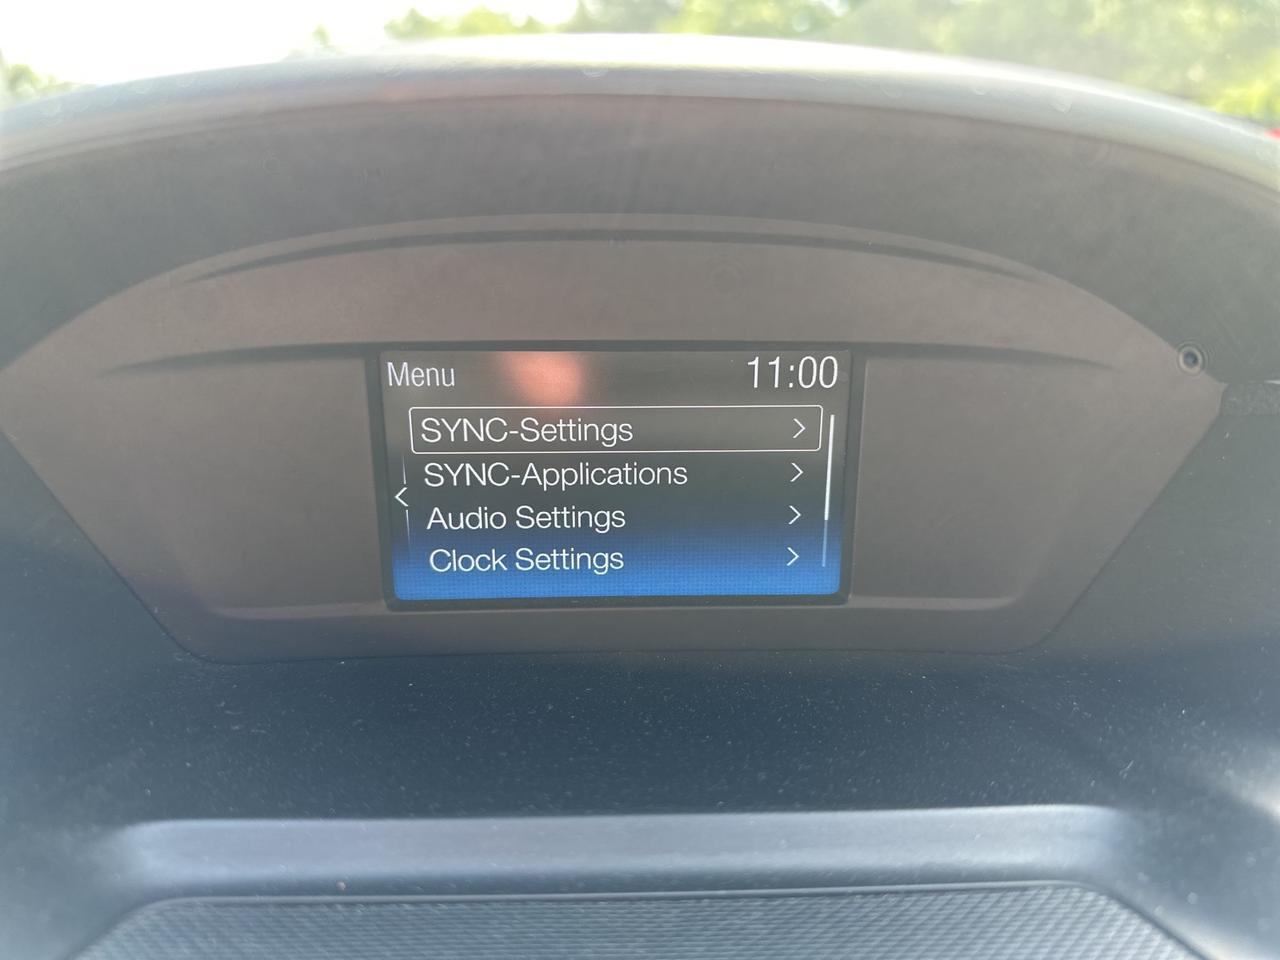 Menu 11:00
SYNC-Settings
SYNC-Applications
Audio Settings
Clock Settings